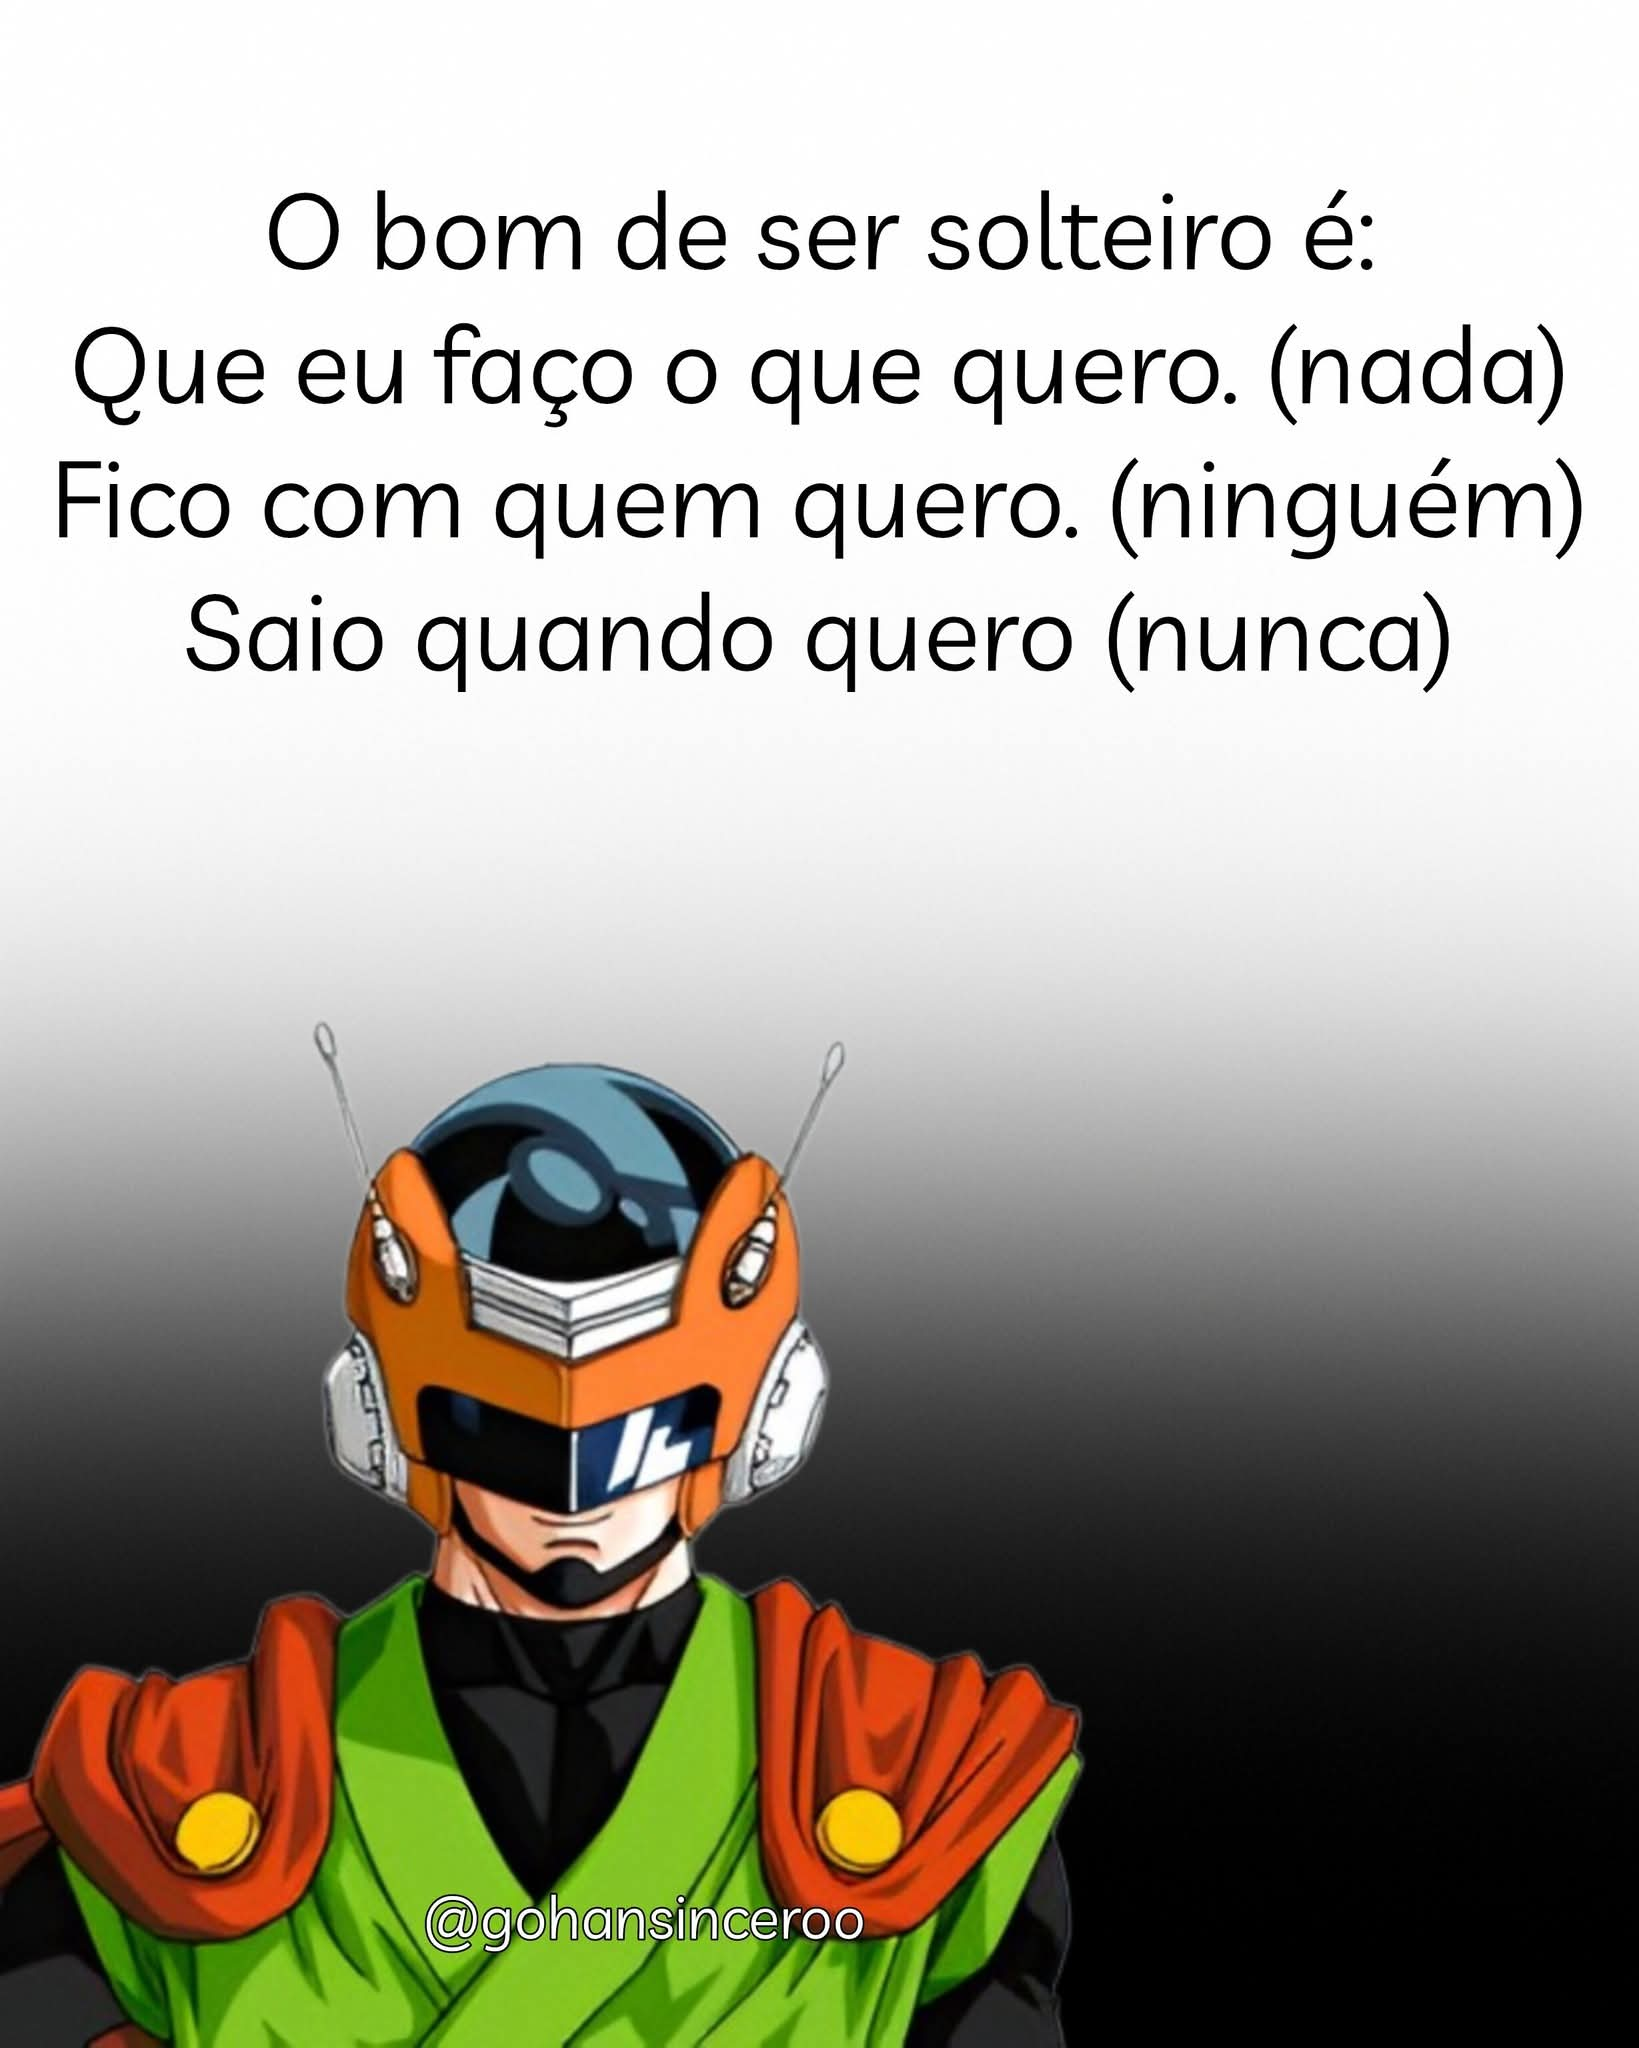 O bom de ser solteiro é:
Que eu faço o que quero. (nada)
Fico com quem quero. (ninguém)
Saio quando quero (nunca)
@gohansinceroo